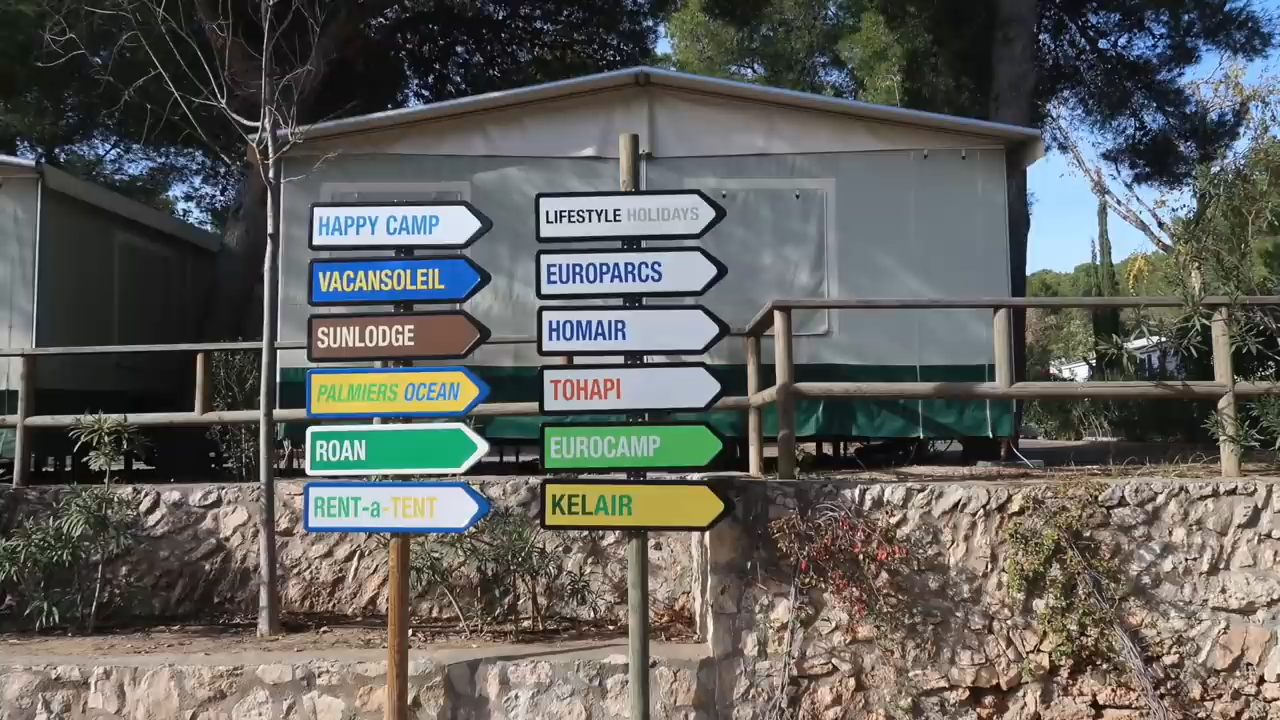 HAPPY CAMP
VACANSOLEIL
SUNLODGE
PALMIERS OCEAN
ROAN
RENT-a-TENT
LIFESTYLE HOLIDAYS
EUROPARCS
HOMAIR
TOHAPI
EUROCAMP
KELAIR